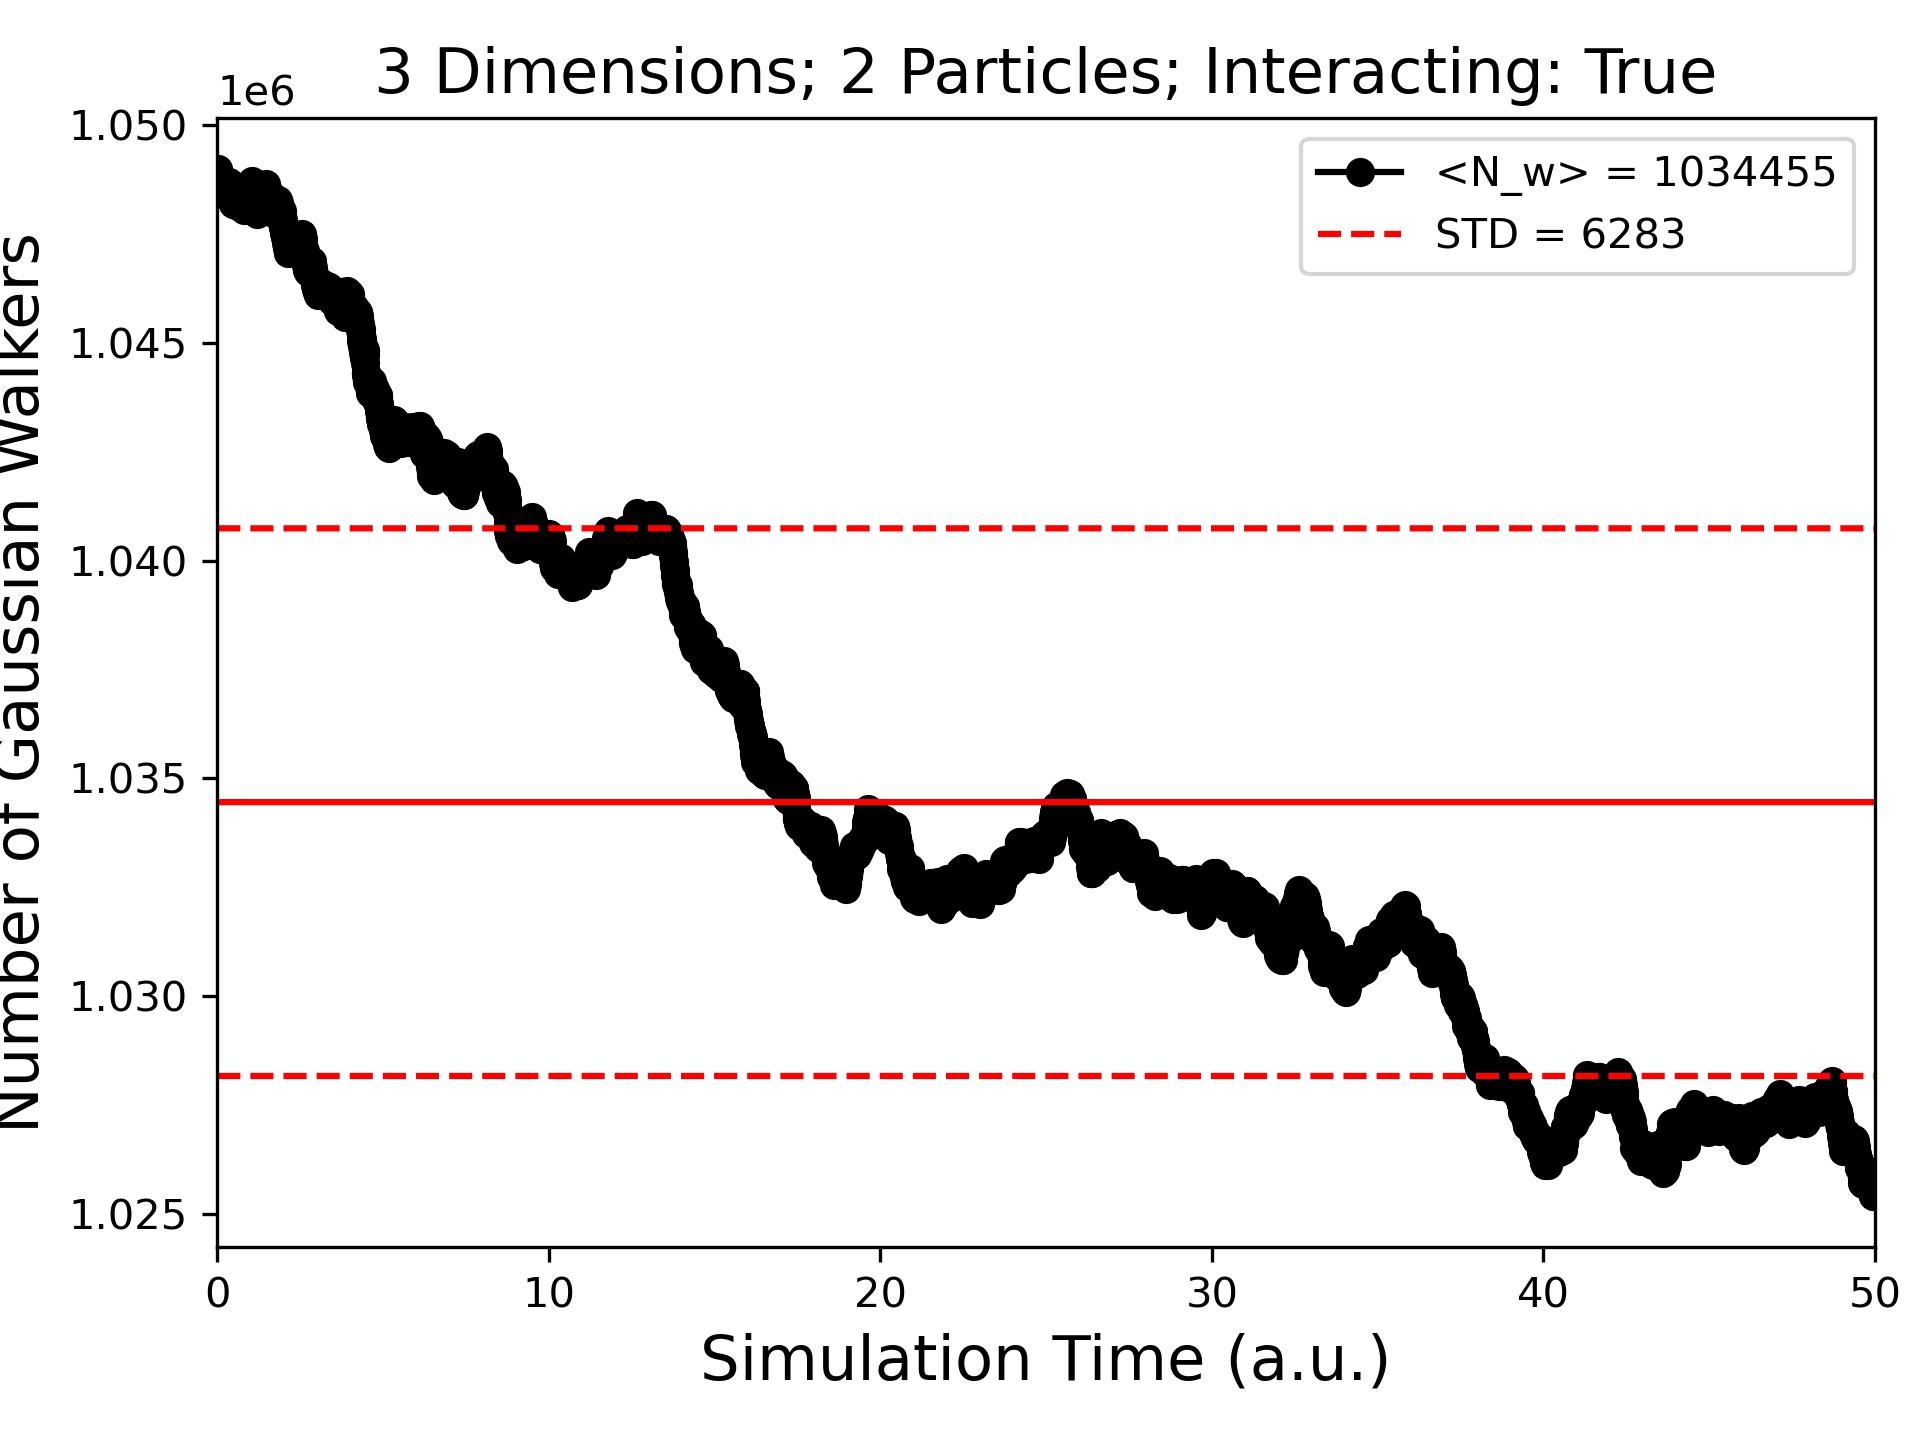 3 Dimensions; 2 Particles; Interacting: True
1e6
<N_w> = 1034455
STD = 6283
Number of Gaussian Walkers
1.050
1.045
1.040
1.035
1.030
1.025
0 10 20 30 40 50
Simulation Time (a.u.)